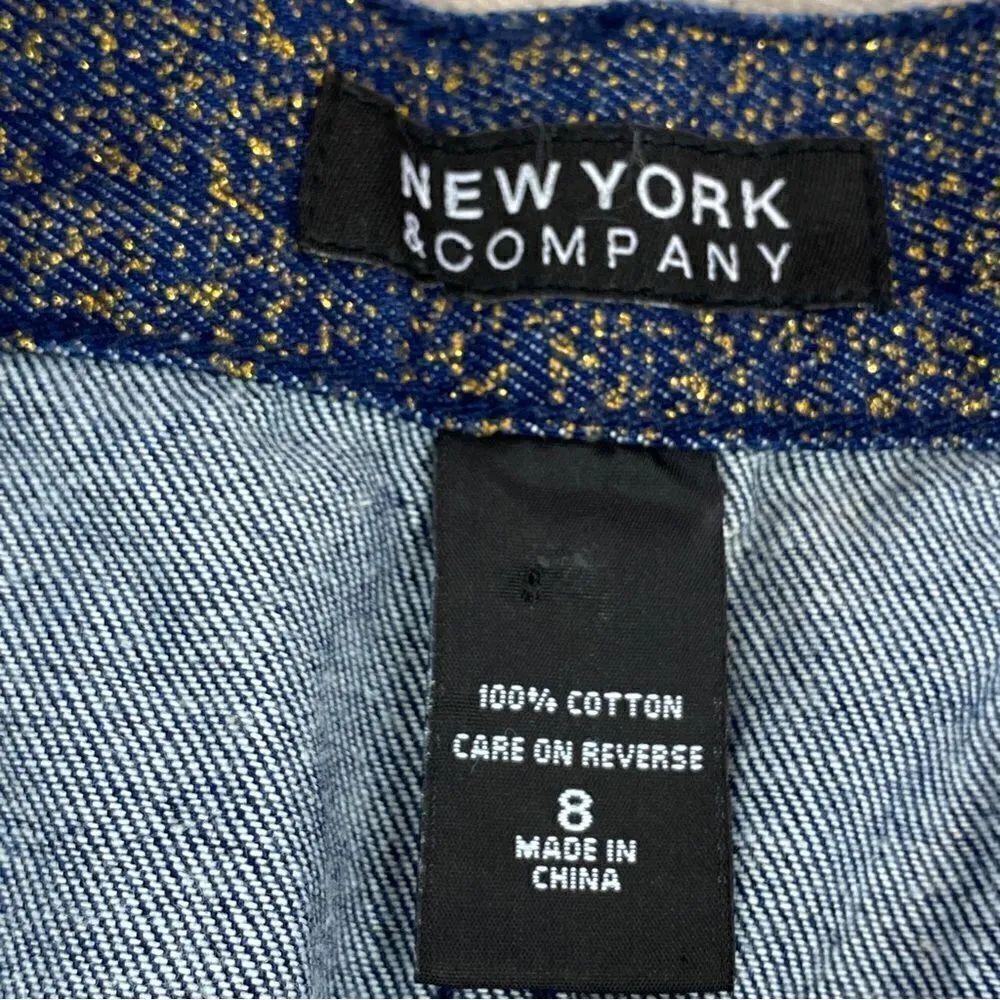 NEW YORK
&COMPANY
100% COTTON
CARE ON REVERSE
8
MADE IN
CHINA